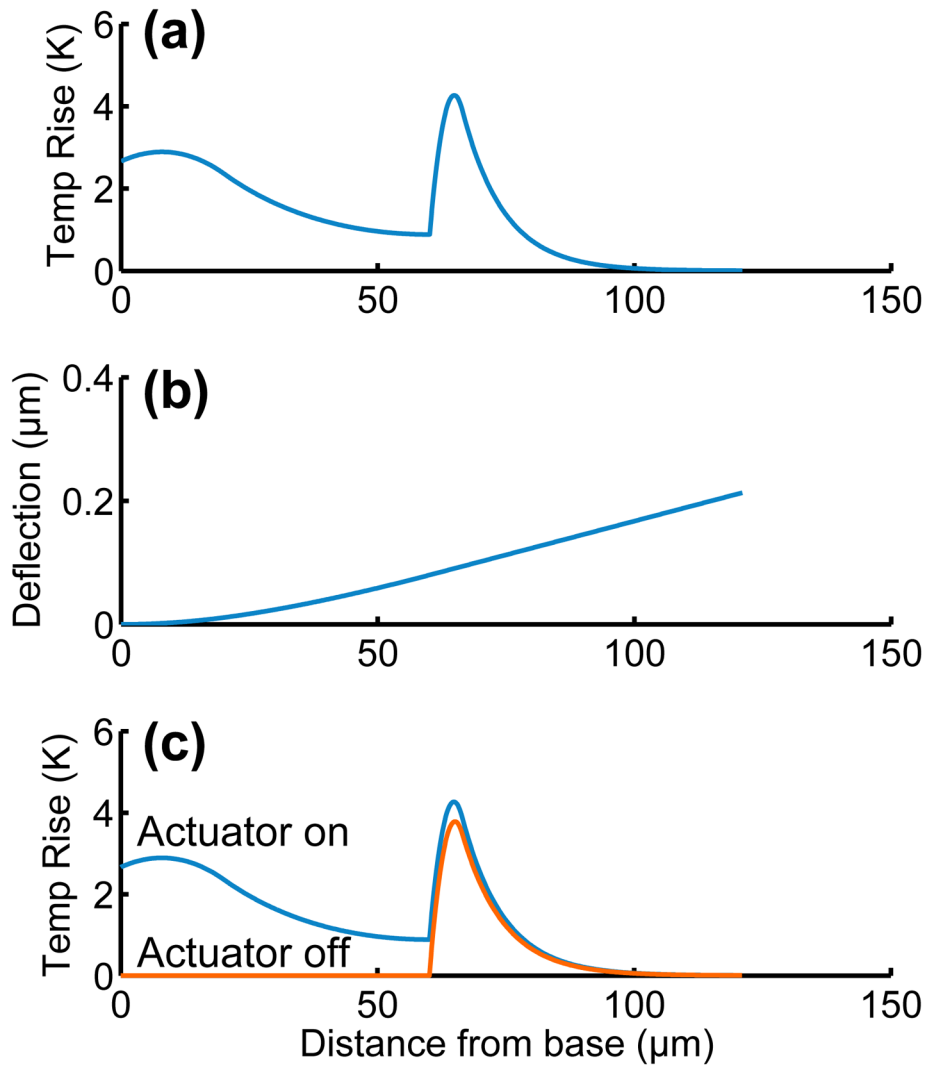 (a)
Temp Rise (K)
6
4
2
0
0 50 100 150
(b)
Deflection (µm)
0.4
0.2
0
0 50 100 150
(c)
Temp Rise (K)
6
4
2
0
Actuator on
Actuator off
0 50 100 150
Distance from base (µm)